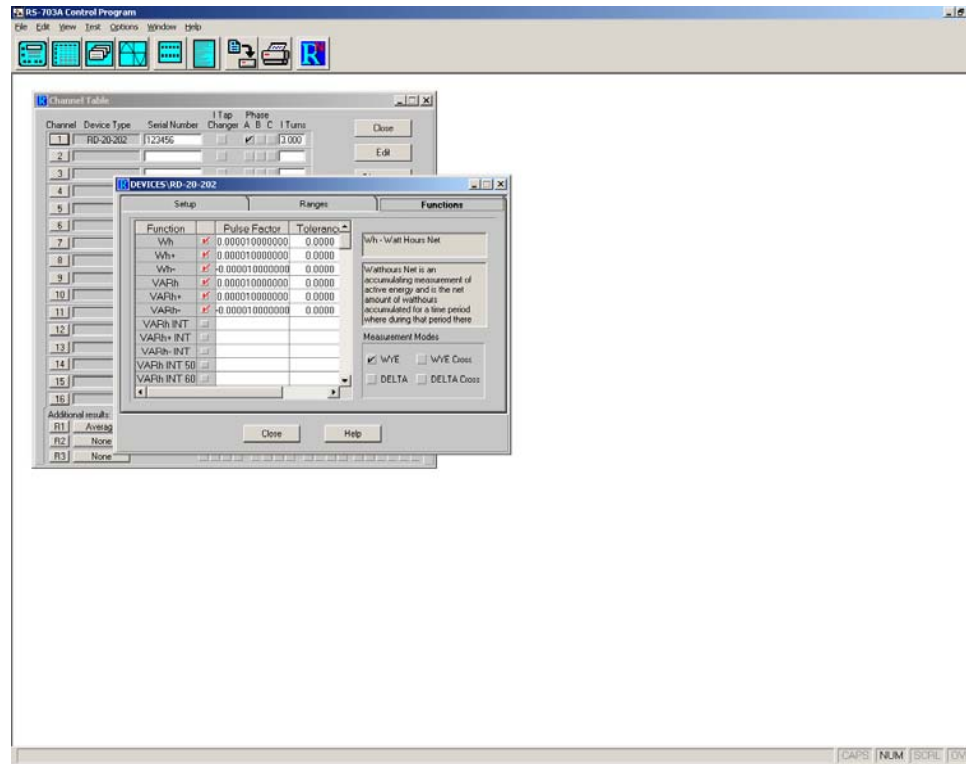 RS-703A Control Program
File Edit View Test Options Window Help
Channel Table
I Tap Phase
Channel Device Type Serial Number Changer A B C I Turns
1 RD-20-202 123456 3.000
Close
2
Edit
3
4
5
6
7
8
9
10
11
12
13
14
15
16
Additional results:
R1 Averag
R2 None
R3 None
DEVICES\RD-20-202
Setup Ranges Functions
Function Pulse Factor Toleranc
Wh 0.000010000000 0.0000
Wh+ 0.000010000000 0.0000
Wh- -0.000010000000 0.0000
VARh 0.000010000000 0.0000
VARh+ 0.000010000000 0.0000
VARh- -0.000010000000 0.0000
VARh INT
VARh+ INT
VARh- INT
VARh INT 50
VARh INT 60
Wh - Watt Hours Net
Watthours Net is an
accumulating measurement of
active energy and is the net
amount of watthours
accumulated for a time period
where during that period there
Measurement Modes
WYE WYE Cross
DELTA DELTA Cross
Close Help
CAPS NUM SCRL OV